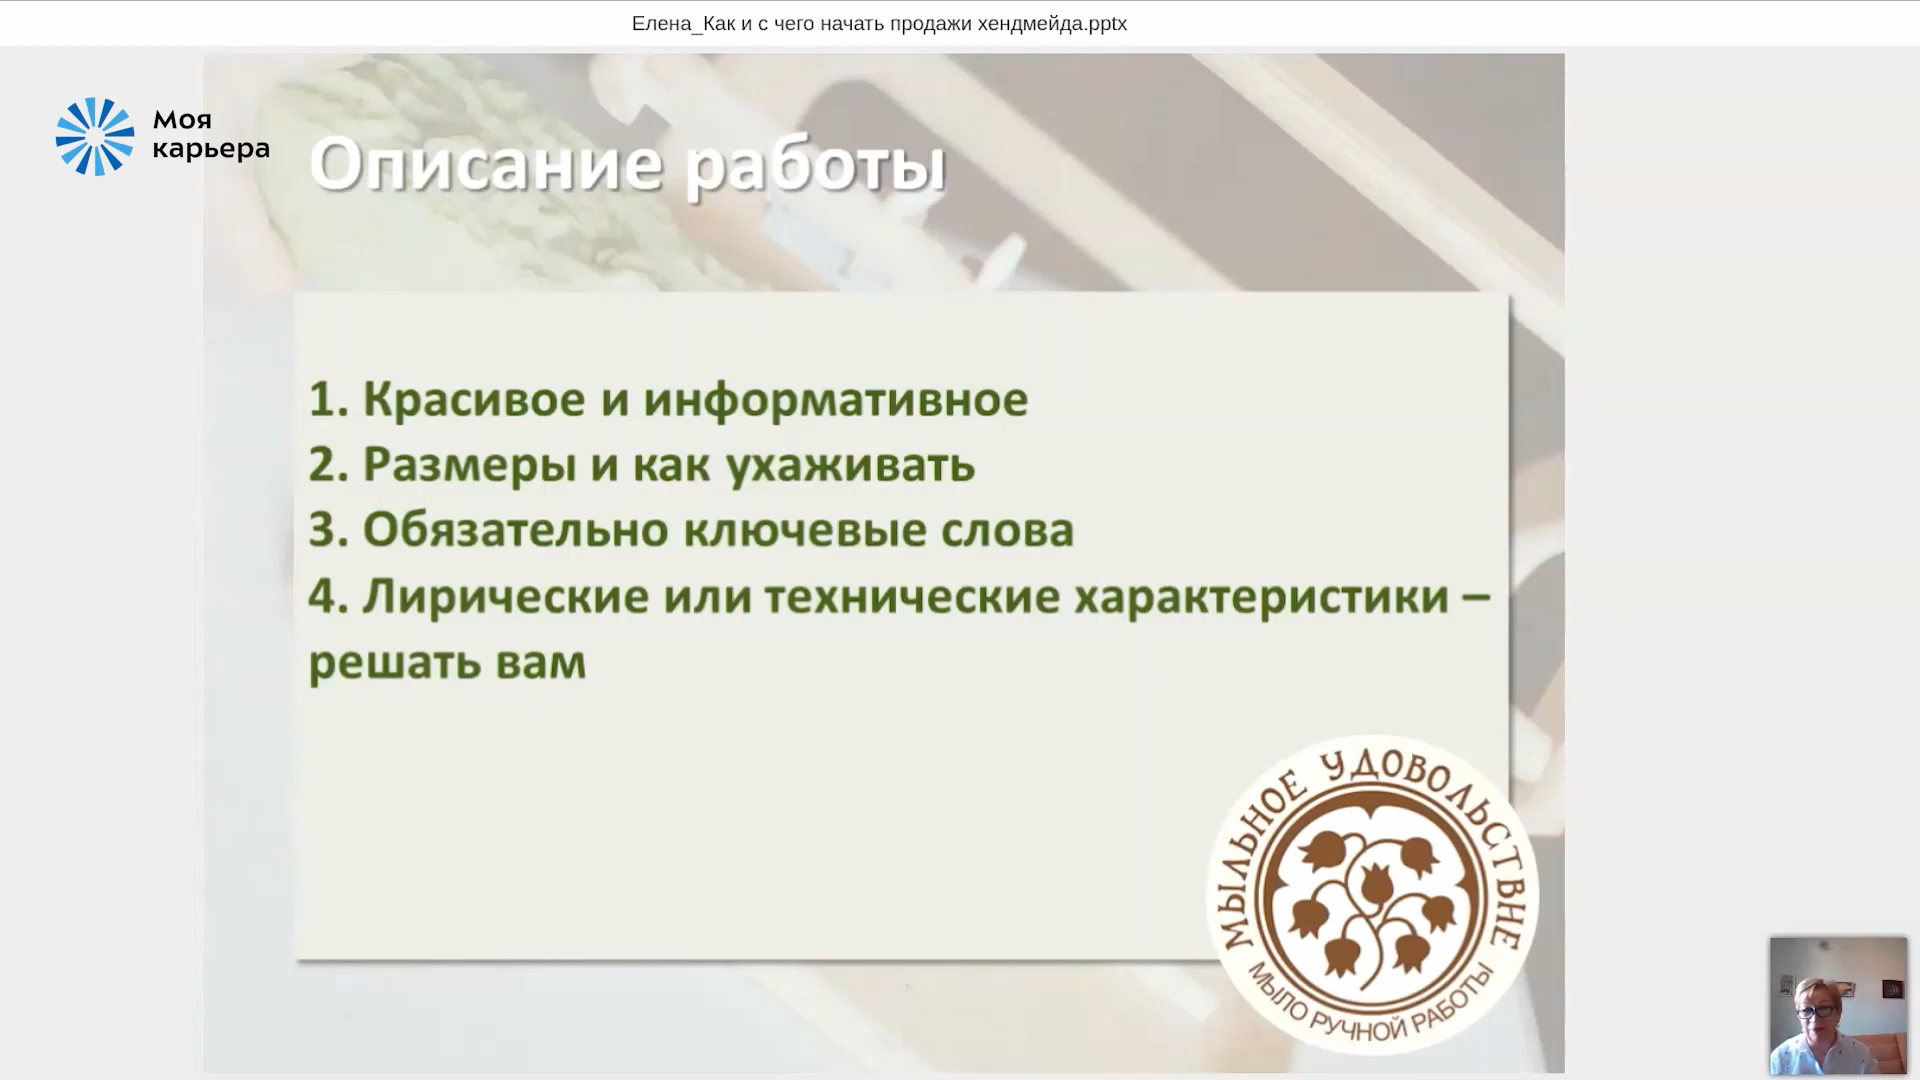 Елена_Как и с чего начать продажи хендмейда.pptx
Моя
карьера
Описание работы
1. Красивое и информативное
2. Размеры и как ухаживать
3. Обязательно ключевые слова
4. Лирические или технические характеристики –
решать вам
МЫЛЬНОЕ УДОВОЛЬСТВИЕ
МЫЛО РУЧНОЙ РАБОТЫ